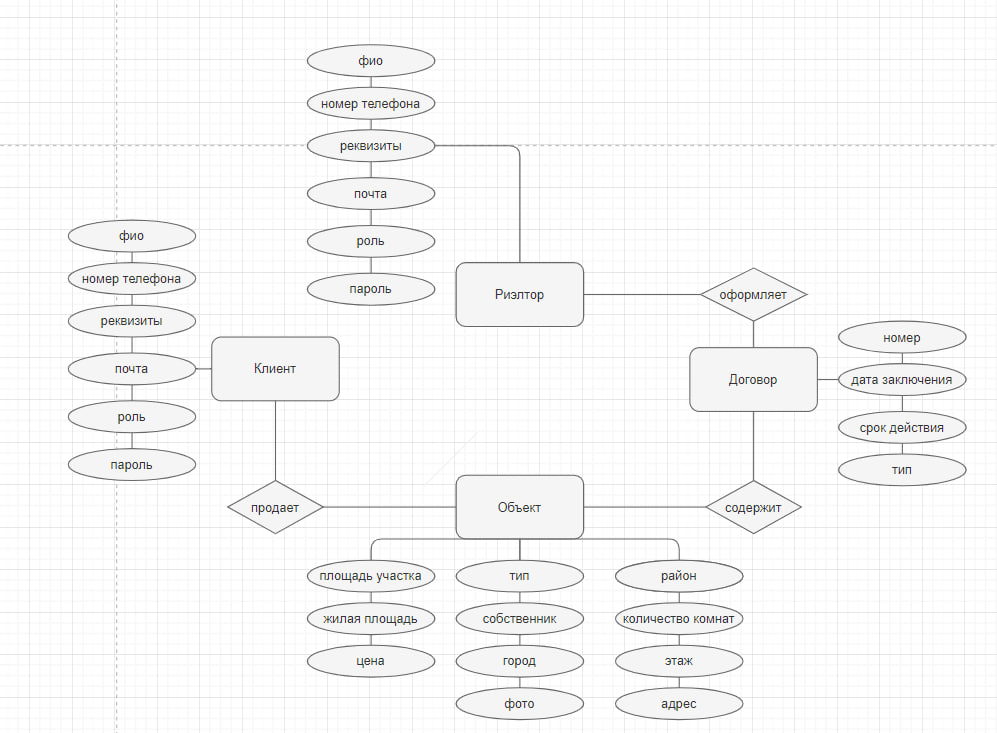 фио
номер телефона
реквизиты
почта
роль
пароль
фио
номер телефона
реквизиты
почта
роль
пароль
Клиент
Риэлтор
оформляет
Договор
номер
дата заключения
срок действия
тип
продает
Объект
содержит
площадь участка
жилая площадь
цена
тип
собственник
город
фото
район
количество комнат
этаж
адрес